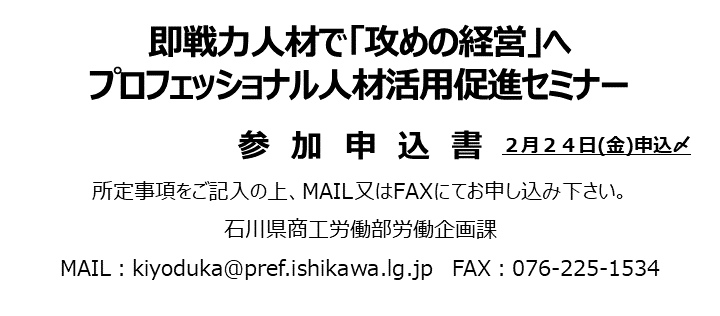 即戦力人材で「攻めの経営」へ
プロフェッショナル人材活用促進セミナー
参加申込書 ２月２４日(金)申込〆
所定事項をご記入の上、MAIL又はFAXにてお申し込み下さい。
石川県商工労働部労働企画課
MAIL：kiyoduka@pref.ishikawa.lg.jp FAX：076-225-1534